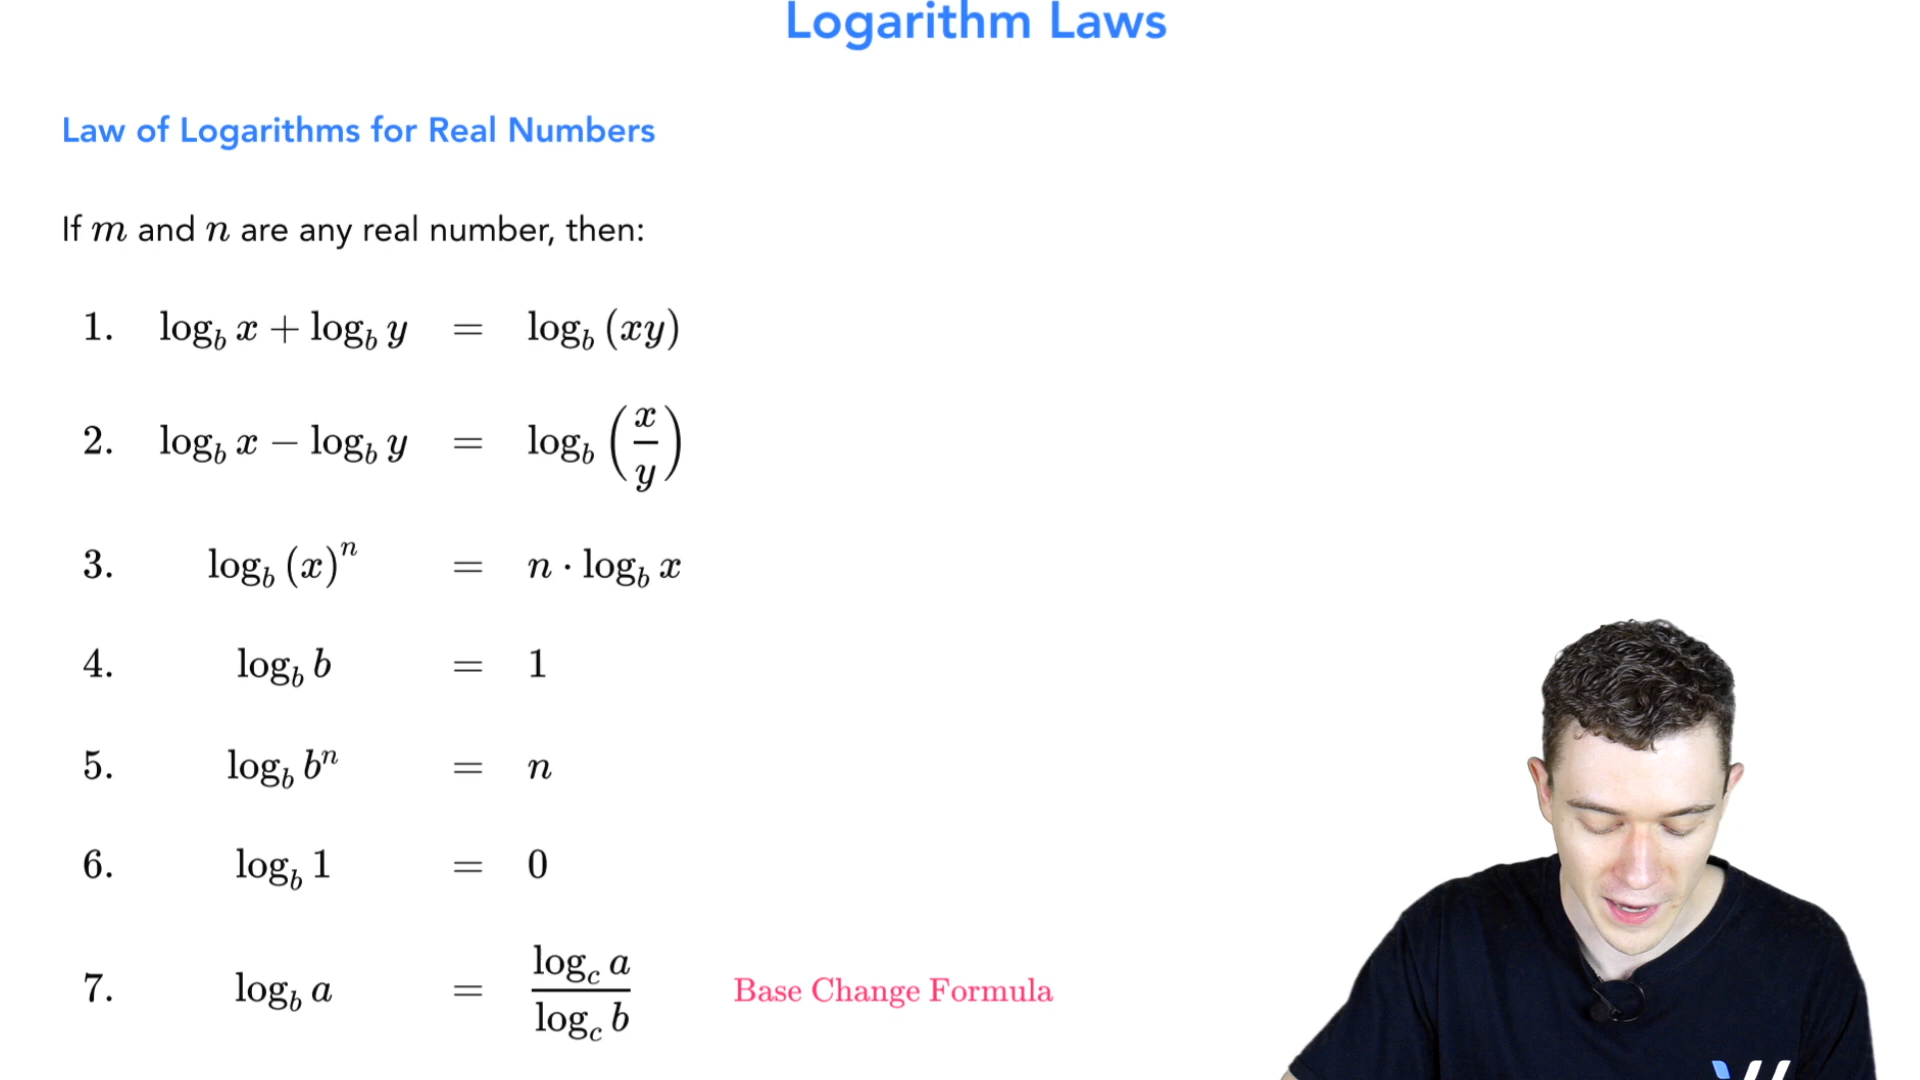 Logarithm Laws
Law of Logarithms for Real Numbers
If m and n are any real number, then:
1. log_b x + log_b y = log_b (xy)
2. log_b x − log_b y = log_b (x/y)
3. log_b (x)^n = n · log_b x
4. log_b b = 1
5. log_b b^n = n
6. log_b 1 = 0
7. log_b a = log_c a / log_c b Base Change Formula